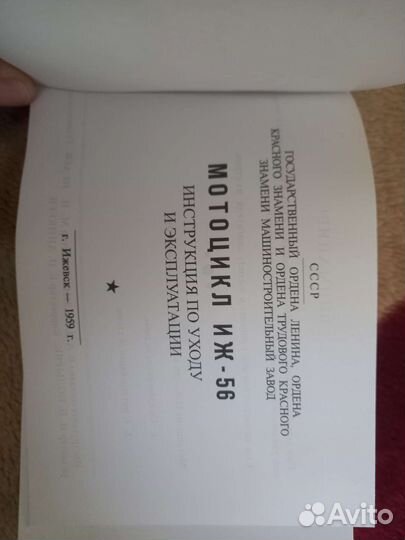 СССР
ГОСУДАРСТВЕННЫЙ ОРДЕНА ЛЕНИНА, ОРДЕНА
КРАСНОГО ЗНАМЕНИ И ОРДЕНА ТРУДОВОГО КРАСНОГО
ЗНАМЕНИ МАШИНОСТРОИТЕЛЬНЫЙ ЗАВОД
МОТОЦИКЛ ИЖ-56
ИНСТРУКЦИЯ ПО УХОДУ
И ЭКСПЛУАТАЦИИ
г. Ижевск — 1959 г.
Avito